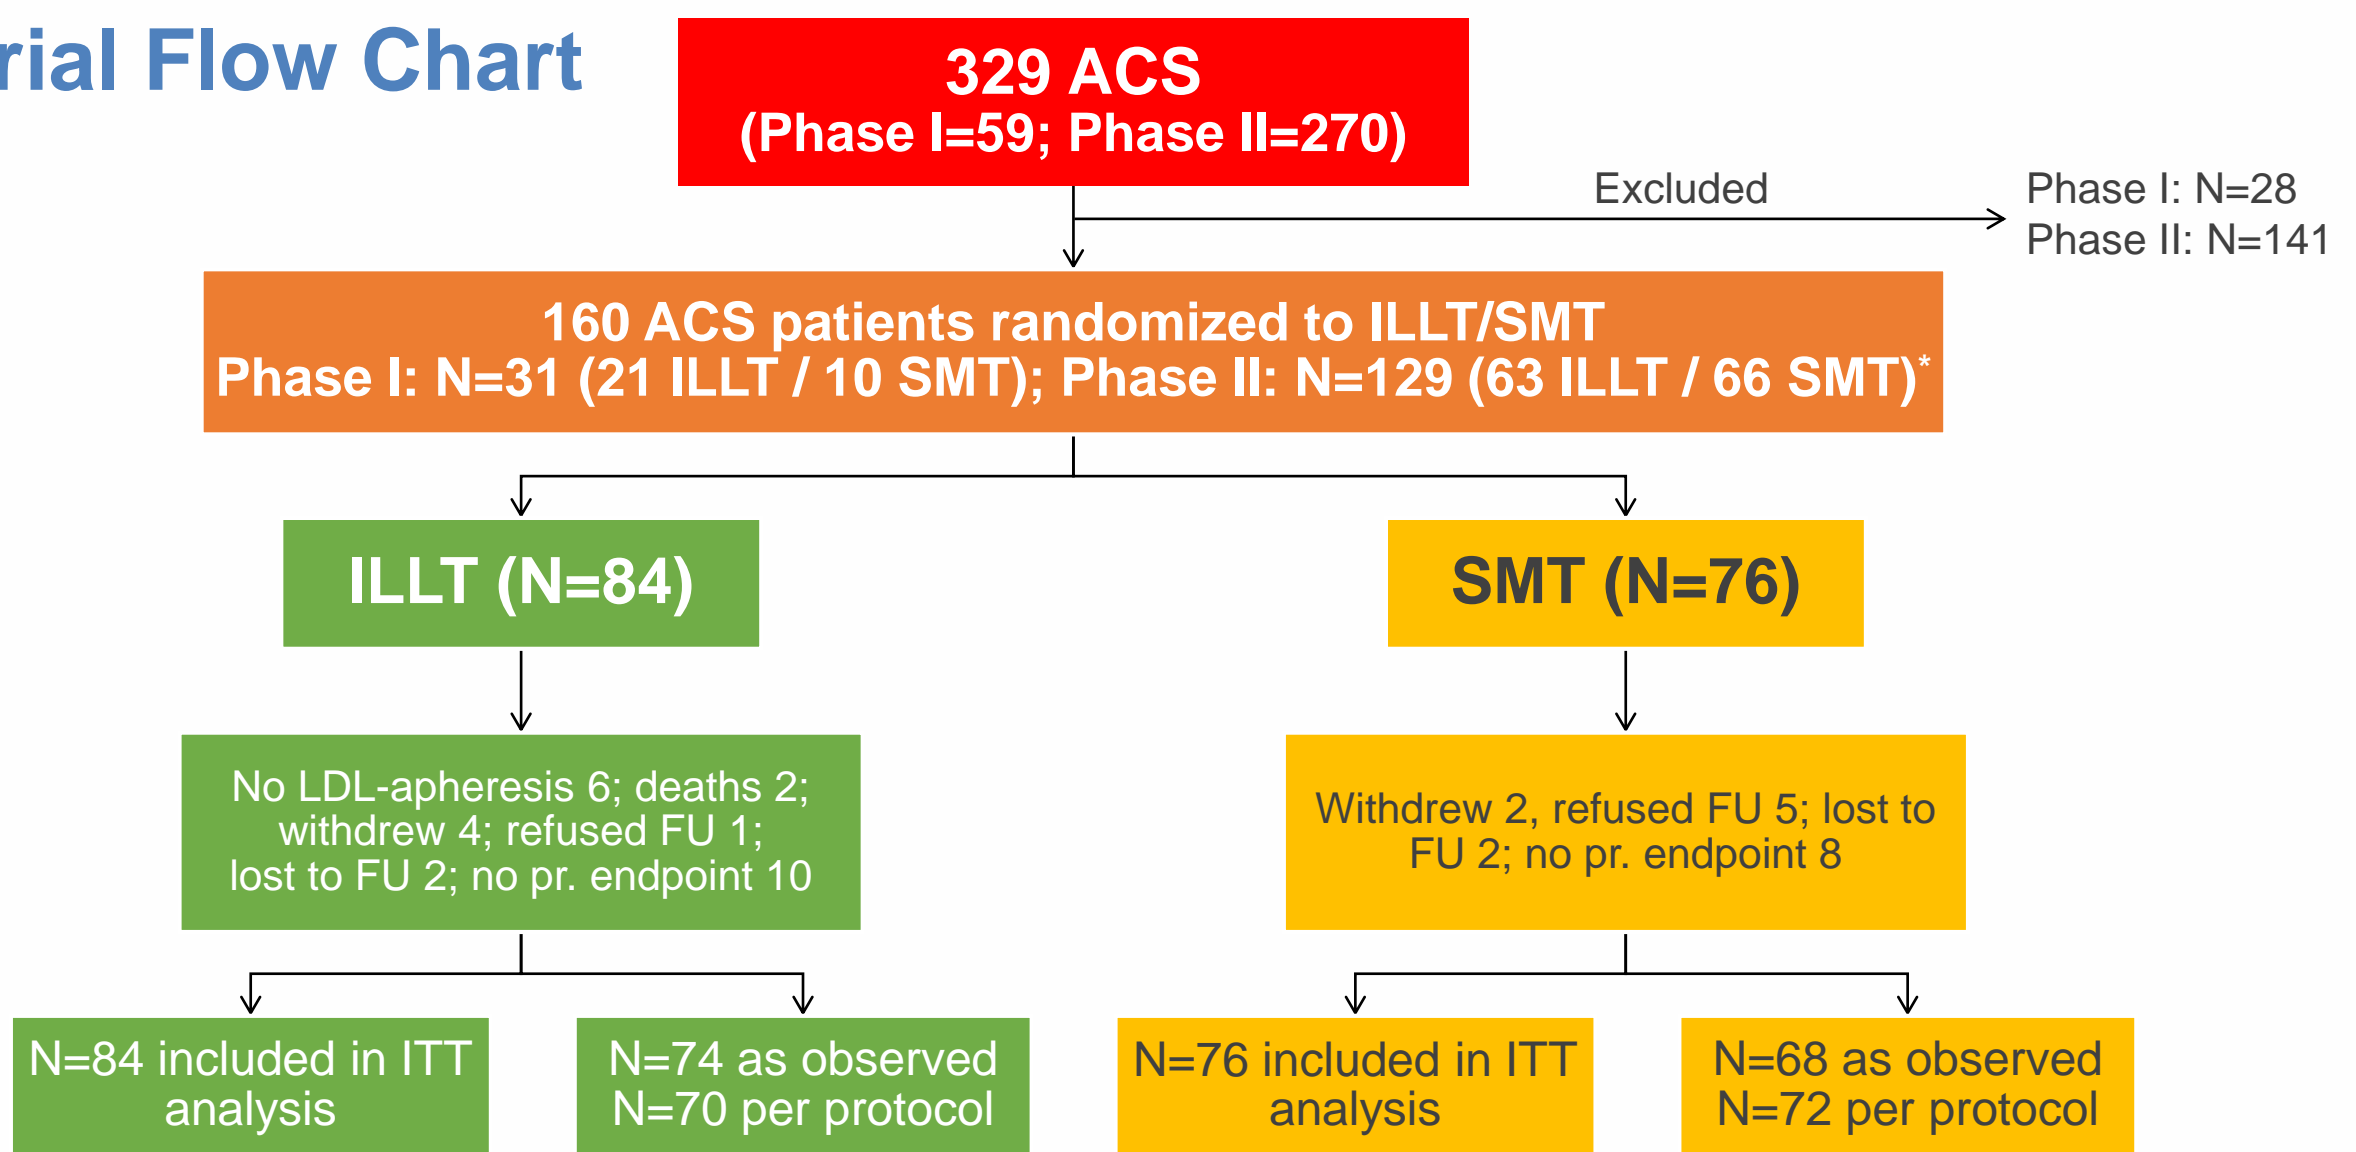 rial Flow Chart
329 ACS
(Phase I=59; Phase II=270)
Excluded
Phase I: N=28
Phase II: N=141
160 ACS patients randomized to ILLT/SMT
Phase I: N=31 (21 ILLT / 10 SMT); Phase II: N=129 (63 ILLT / 66 SMT)*
ILLT (N=84)
SMT (N=76)
No LDL-apheresis 6; deaths 2;
withdrew 4; refused FU 1;
lost to FU 2; no pr. endpoint 10
Withdrew 2, refused FU 5; lost to
FU 2; no pr. endpoint 8
N=84 included in ITT
analysis
N=74 as observed
N=70 per protocol
N=76 included in ITT
analysis
N=68 as observed
N=72 per protocol